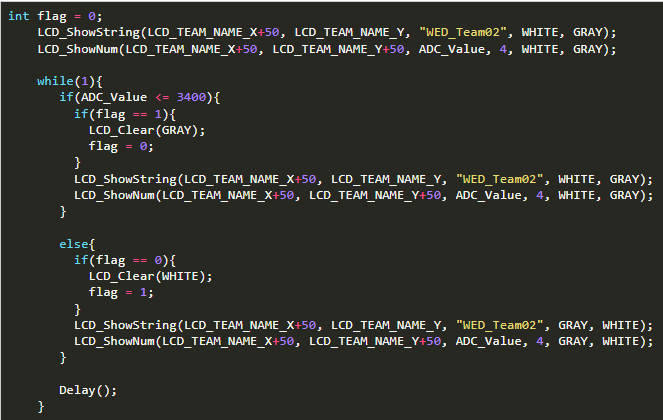 int flag = 0;
    LCD_ShowString(LCD_TEAM_NAME_X+50, LCD_TEAM_NAME_Y, "WED_Team02", WHITE, GRAY);
    LCD_ShowNum(LCD_TEAM_NAME_X+50, LCD_TEAM_NAME_Y+50, ADC_Value, 4, WHITE, GRAY);

    while(1){
       if(ADC_Value <= 3400){
         if(flag == 1){
           LCD_Clear(GRAY);
           flag = 0;
         }
         LCD_ShowString(LCD_TEAM_NAME_X+50, LCD_TEAM_NAME_Y, "WED_Team02", WHITE, GRAY);
         LCD_ShowNum(LCD_TEAM_NAME_X+50, LCD_TEAM_NAME_Y+50, ADC_Value, 4, WHITE, GRAY);
       }

       else{
         if(flag == 0){
           LCD_Clear(WHITE);
           flag = 1;
         }
         LCD_ShowString(LCD_TEAM_NAME_X+50, LCD_TEAM_NAME_Y, "WED_Team02", GRAY, WHITE);
         LCD_ShowNum(LCD_TEAM_NAME_X+50, LCD_TEAM_NAME_Y+50, ADC_Value, 4, GRAY, WHITE);
       }

       Delay();
    }